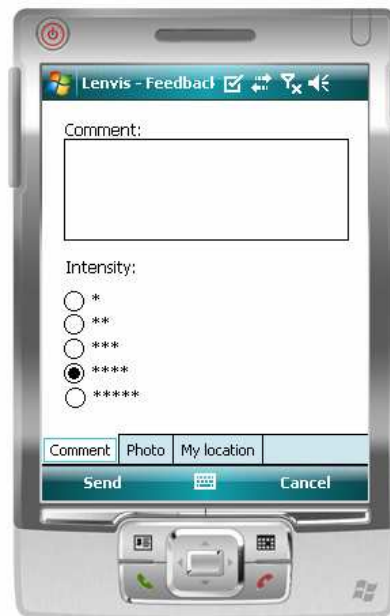 Lenvis - Feedback
Comment:
Intensity:
*
**
***
****
*****
Comment Photo My location
Send Cancel